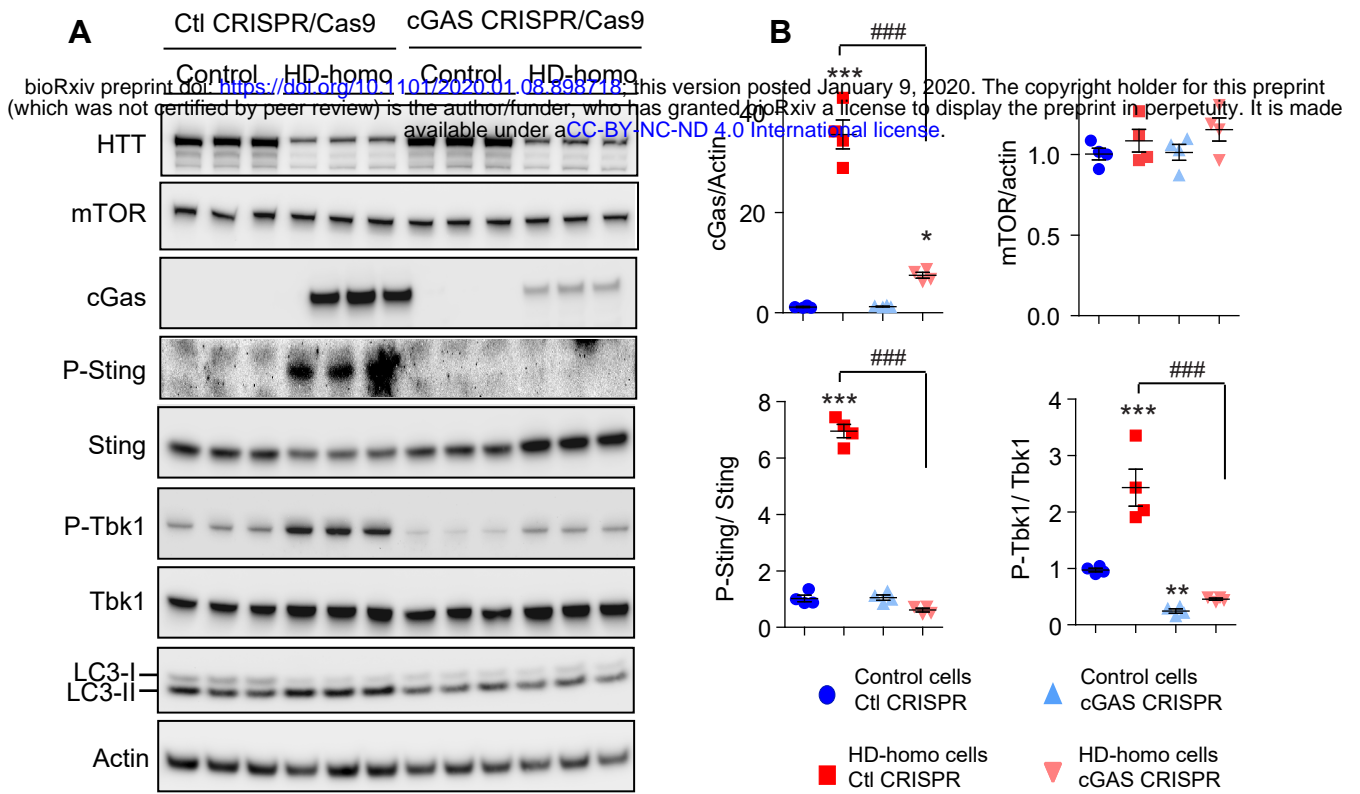 A
Ctl CRISPR/Cas9
cGAS CRISPR/Cas9
Control
HD-homo
Control
HD-homo
bioRxiv preprint doi: https://doi.org/10.1101/2020.01.08.898718; this version posted January 9, 2020. The copyright holder for this preprint
(which was not certified by peer review) is the author/funder, who has granted bioRxiv a license to display the preprint in perpetuity. It is made
available under aCC-BY-NC-ND 4.0 International license.
HTT
mTOR
cGas
P-Sting
Sting
P-Tbk1
Tbk1
LC3-I
LC3-II
Actin
B
###
***
40
20
0
*
cGas/Actin
1.0
0.5
0.0
mTOR/actin
###
***
8
6
4
2
0
P-Sting/ Sting
###
***
**
4
3
2
1
0
P-Tbk1/ Tbk1
Control cells
Ctl CRISPR
Control cells
cGAS CRISPR
HD-homo cells
Ctl CRISPR
HD-homo cells
cGAS CRISPR